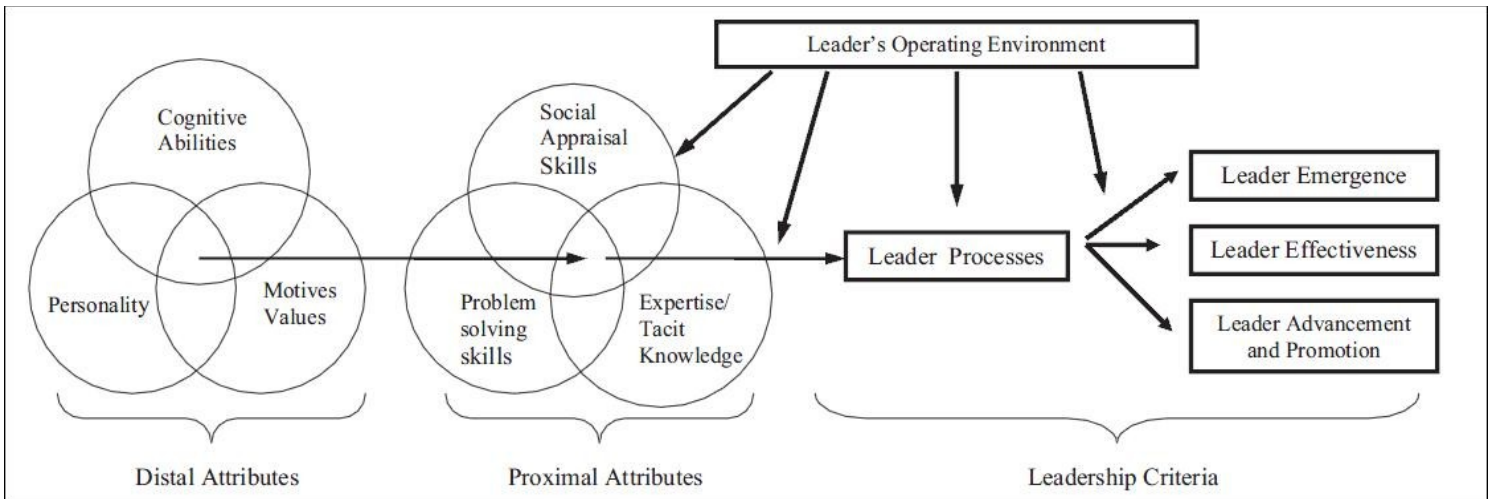 Leader's Operating Environment
Cognitive
Abilities
Personality
Motives
Values
Social
Appraisal
Skills
Problem
solving
skills
Expertise/
Tacit
Knowledge
Leader Processes
Leader Emergence
Leader Effectiveness
Leader Advancement
and Promotion
Distal Attributes
Proximal Attributes
Leadership Criteria